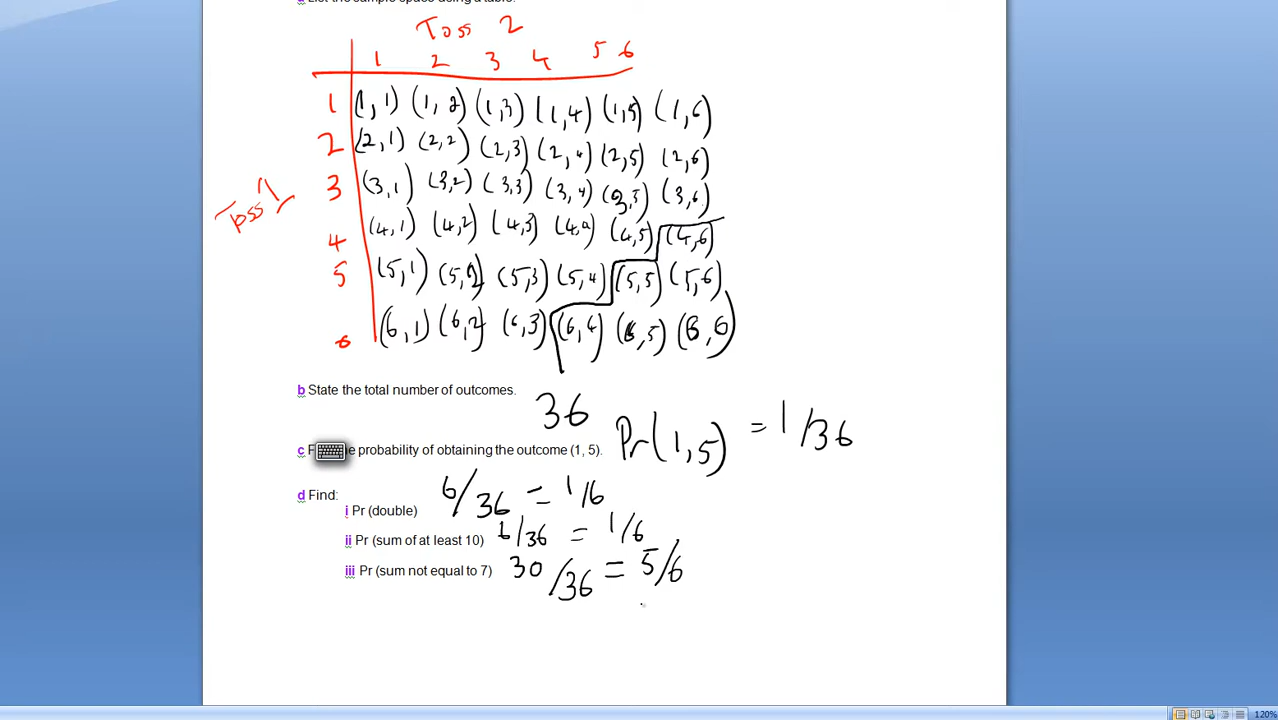 a List the sample space using a table.
Toss 2
1 2 3 4 5 6
1 (1,1) (1,2) (1,3) (1,4) (1,5) (1,6)
2 (2,1) (2,2) (2,3) (2,4) (2,5) (2,6)
Toss 1
3 (3,1) (3,2) (3,3) (3,4) (3,5) (3,6)
4 (4,1) (4,2) (4,3) (4,4) (4,5) (4,6)
5 (5,1) (5,2) (5,3) (5,4) (5,5) (5,6)
6 (6,1) (6,2) (6,3) (6,4) (6,5) (6,6)
b State the total number of outcomes. 36
c F e probability of obtaining the outcome (1, 5). Pr(1,5) = 1/36
d Find:
i Pr (double) 6/36 = 1/6
ii Pr (sum of at least 10) 6/36 = 1/6
iii Pr (sum not equal to 7) 30/36 = 5/6
120%